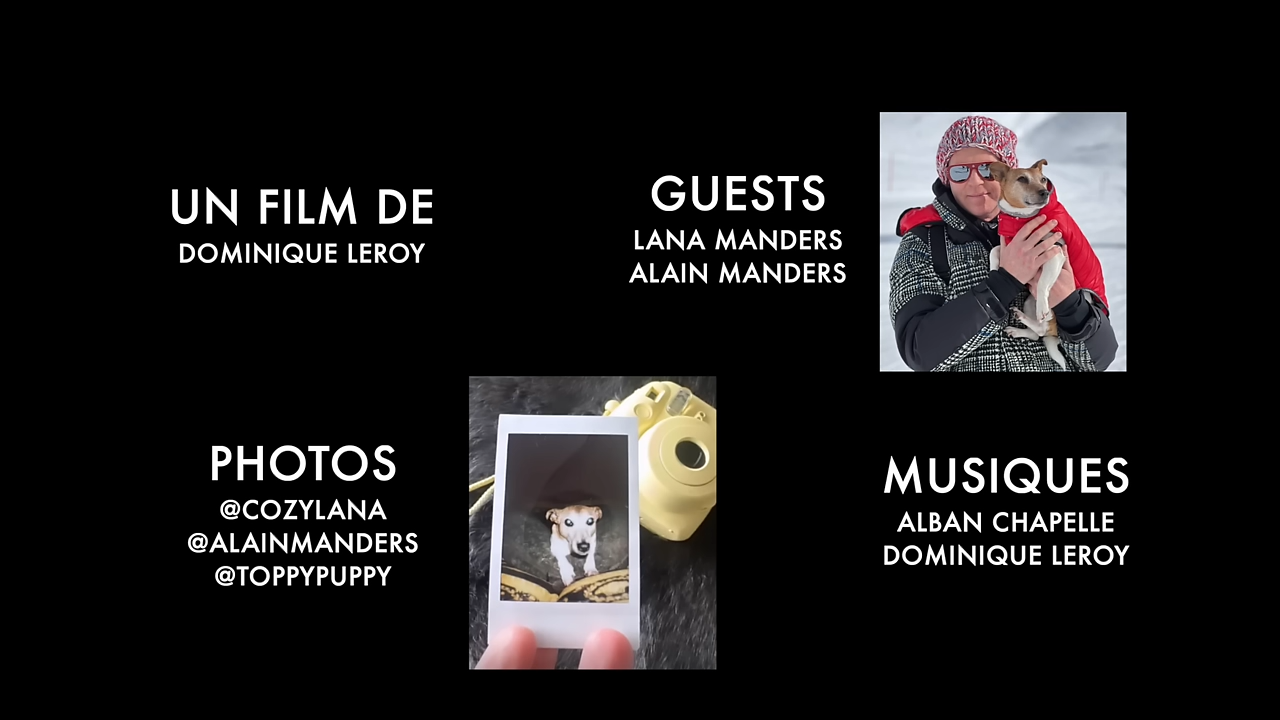 UN FILM DE
DOMINIQUE LEROY
GUESTS
LANA MANDERS
ALAIN MANDERS
PHOTOS
@COZYLANA
@ALAINMANDERS
@TOPPYPUPPY
MUSIQUES
ALBAN CHAPELLE
DOMINIQUE LEROY